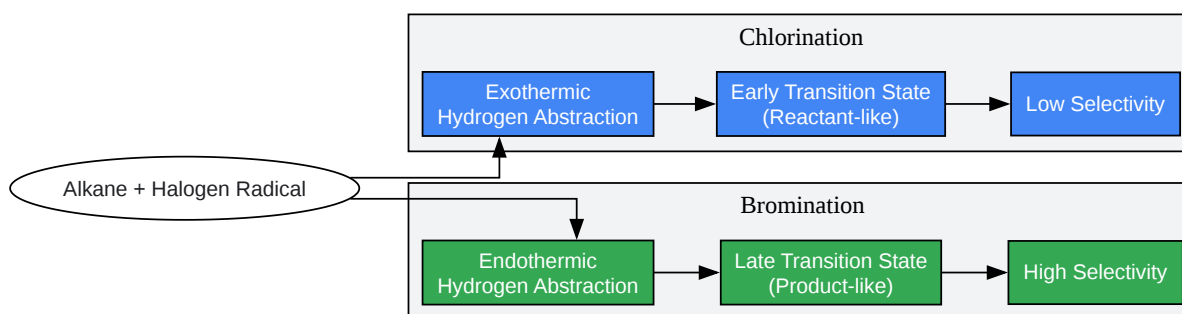 Chlorination
Exothermic
Hydrogen Abstraction
Early Transition State
(Reactant-like)
Low Selectivity
Alkane + Halogen Radical
Bromination
Endothermic
Hydrogen Abstraction
Late Transition State
(Product-like)
High Selectivity